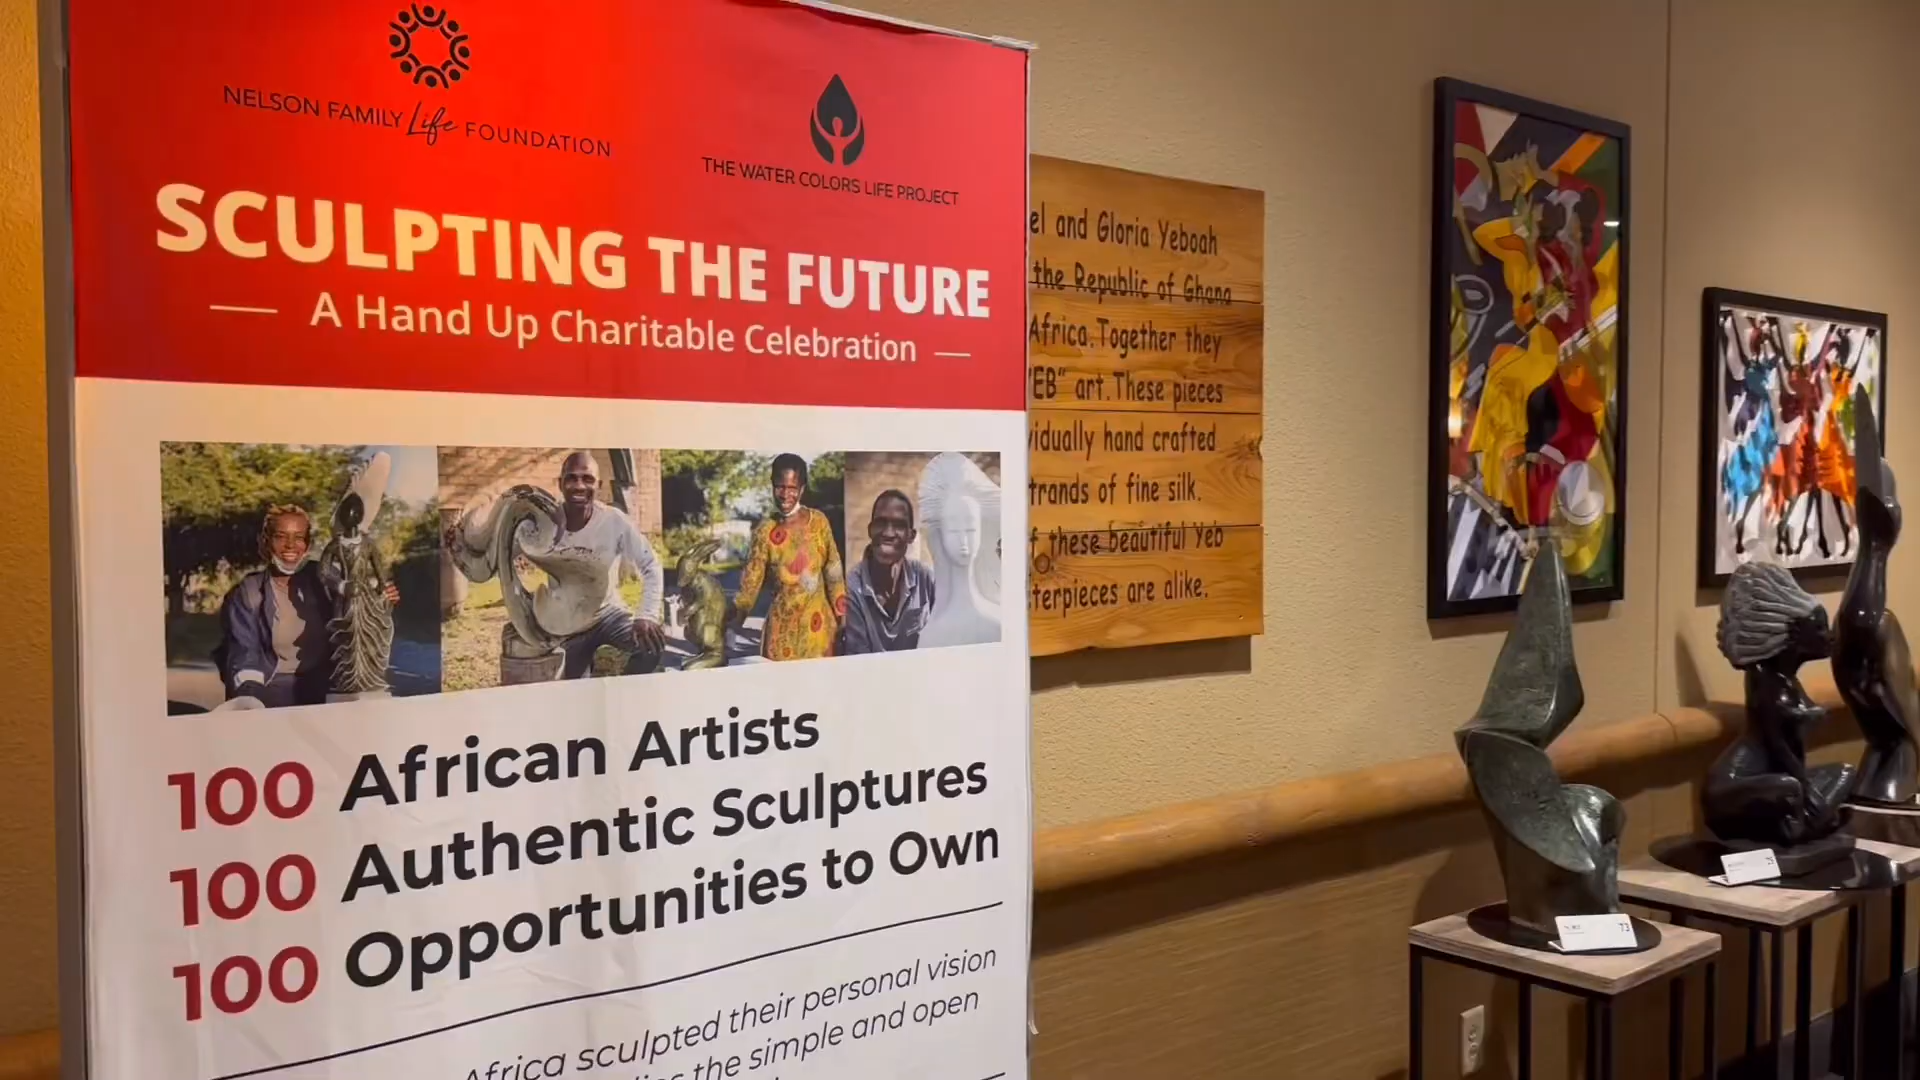 NELSON FAMILY Life FOUNDATION
THE WATER COLORS LIFE PROJECT
SCULPTING THE FUTURE
A Hand Up Charitable Celebration
100 African Artists
100 Authentic Sculptures
100 Opportunities to Own
Africa sculpted their personal vision
the simple and open
el and Gloria Yeboah
the Republic of Ghana
Africa. Together they
EB" art. These pieces
vidually hand crafted
trands of fine silk.
f these beautiful Yeb
terpieces are alike.
73